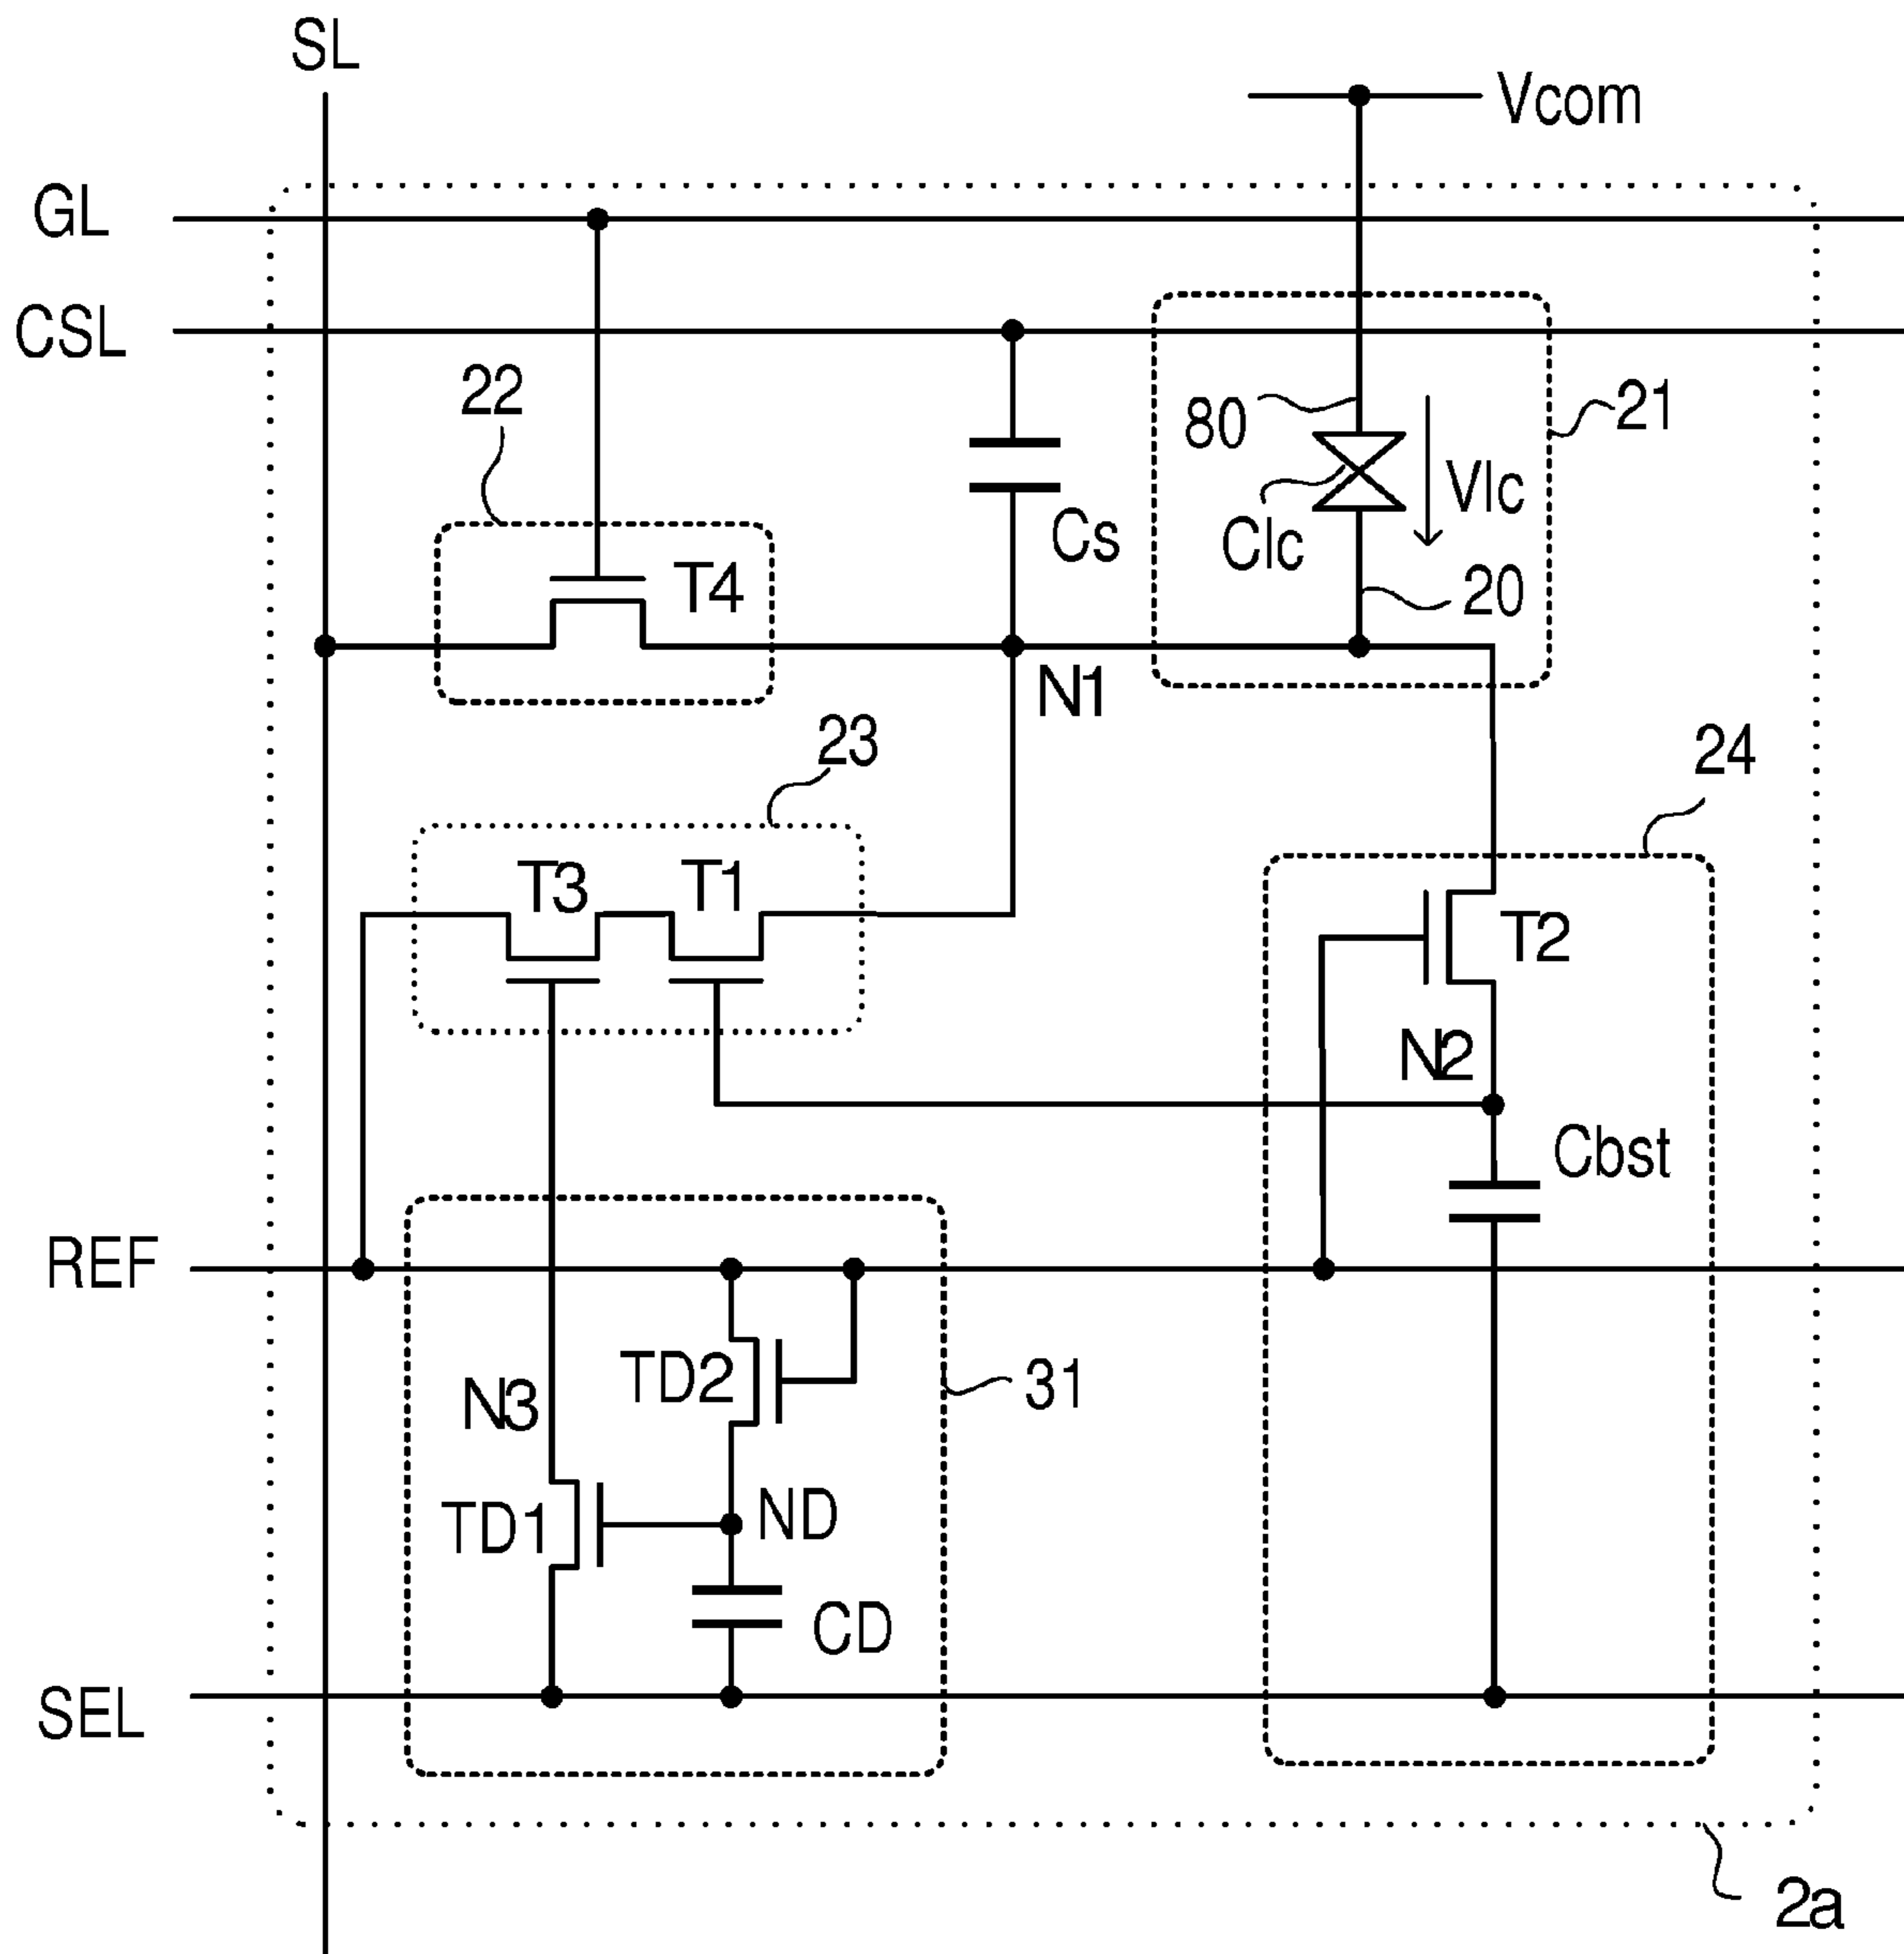 SL
Vcom
GL
CSL
22
80
21
Vlc
Cs
Clc
T4
20
N1
23
24
T3
T1
T2
N2
Cbst
REF
TD2
31
N3
TD1
ND
CD
SEL
2a